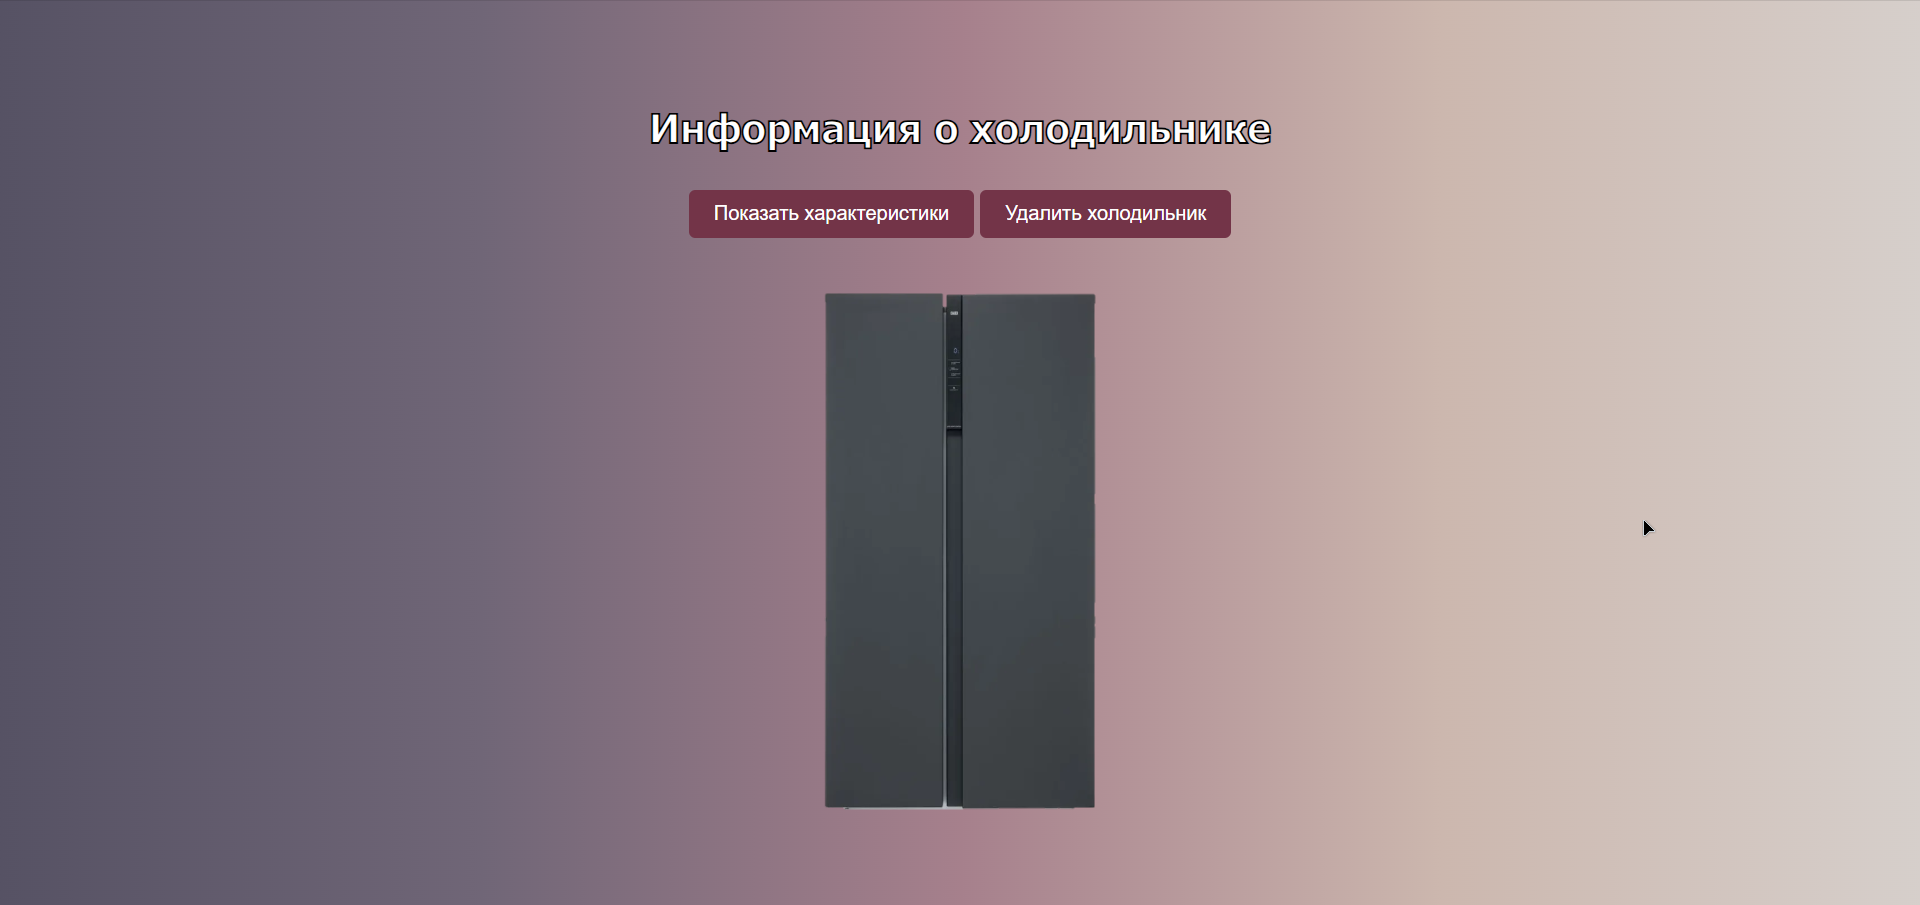 Информация о холодильнике
Показать характеристики
Удалить холодильник